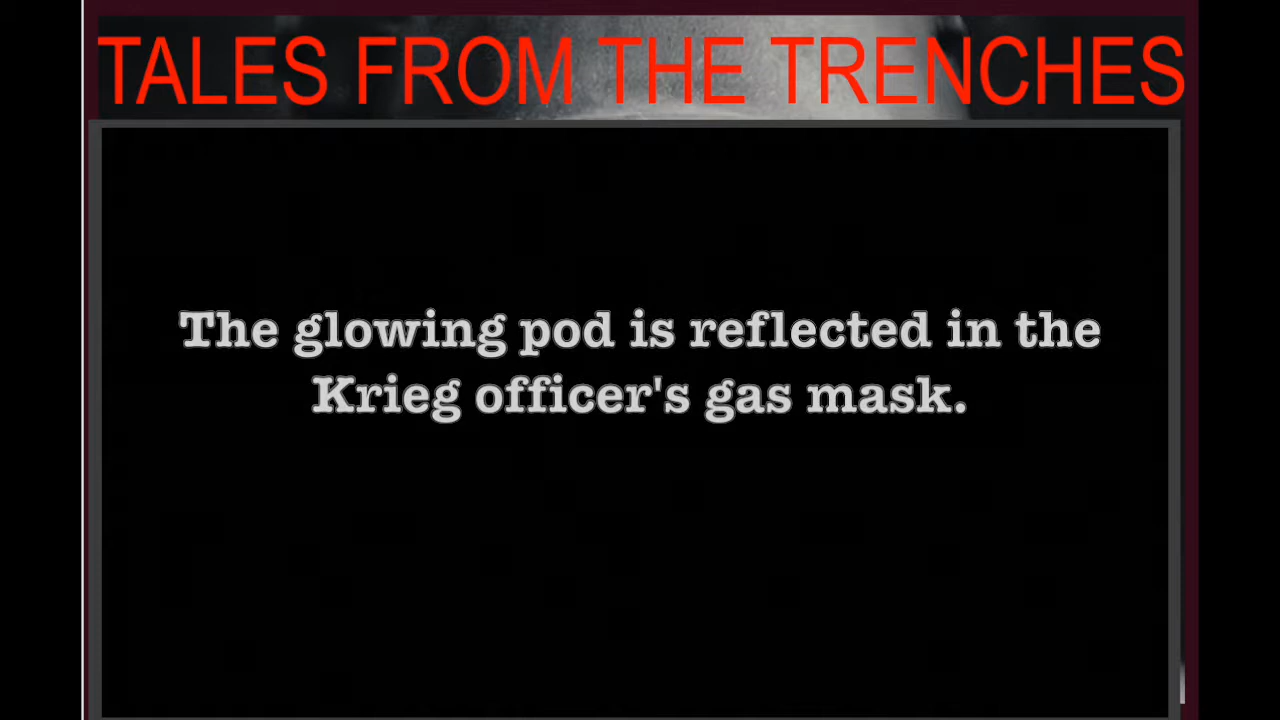 TALES FROM THE TRENCHES
The glowing pod is reflected in the
Krieg officer's gas mask.